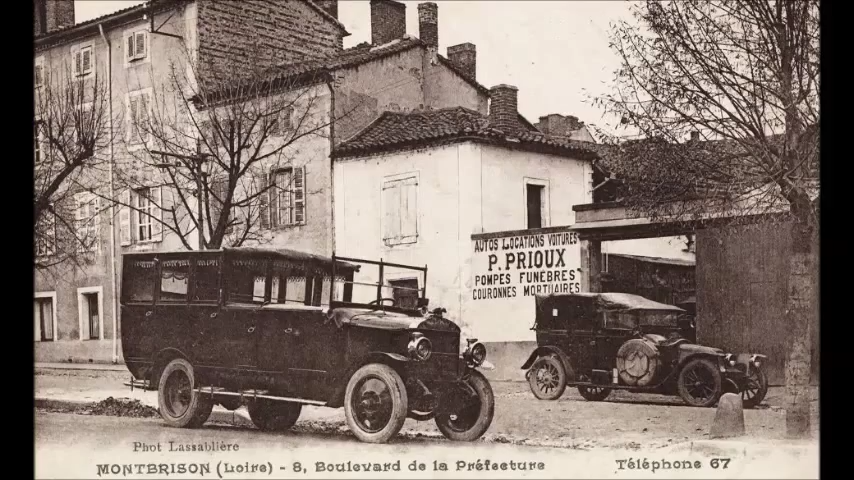 AUTOS LOCATIONS VOITURES
P. PRIOUX
POMPES FUNÈBRES
COURONNES MORTUAIRES
Phot Lassablière
MONTBRISON (Loire) - 8, Boulevard de la Préfecture Téléphone 67